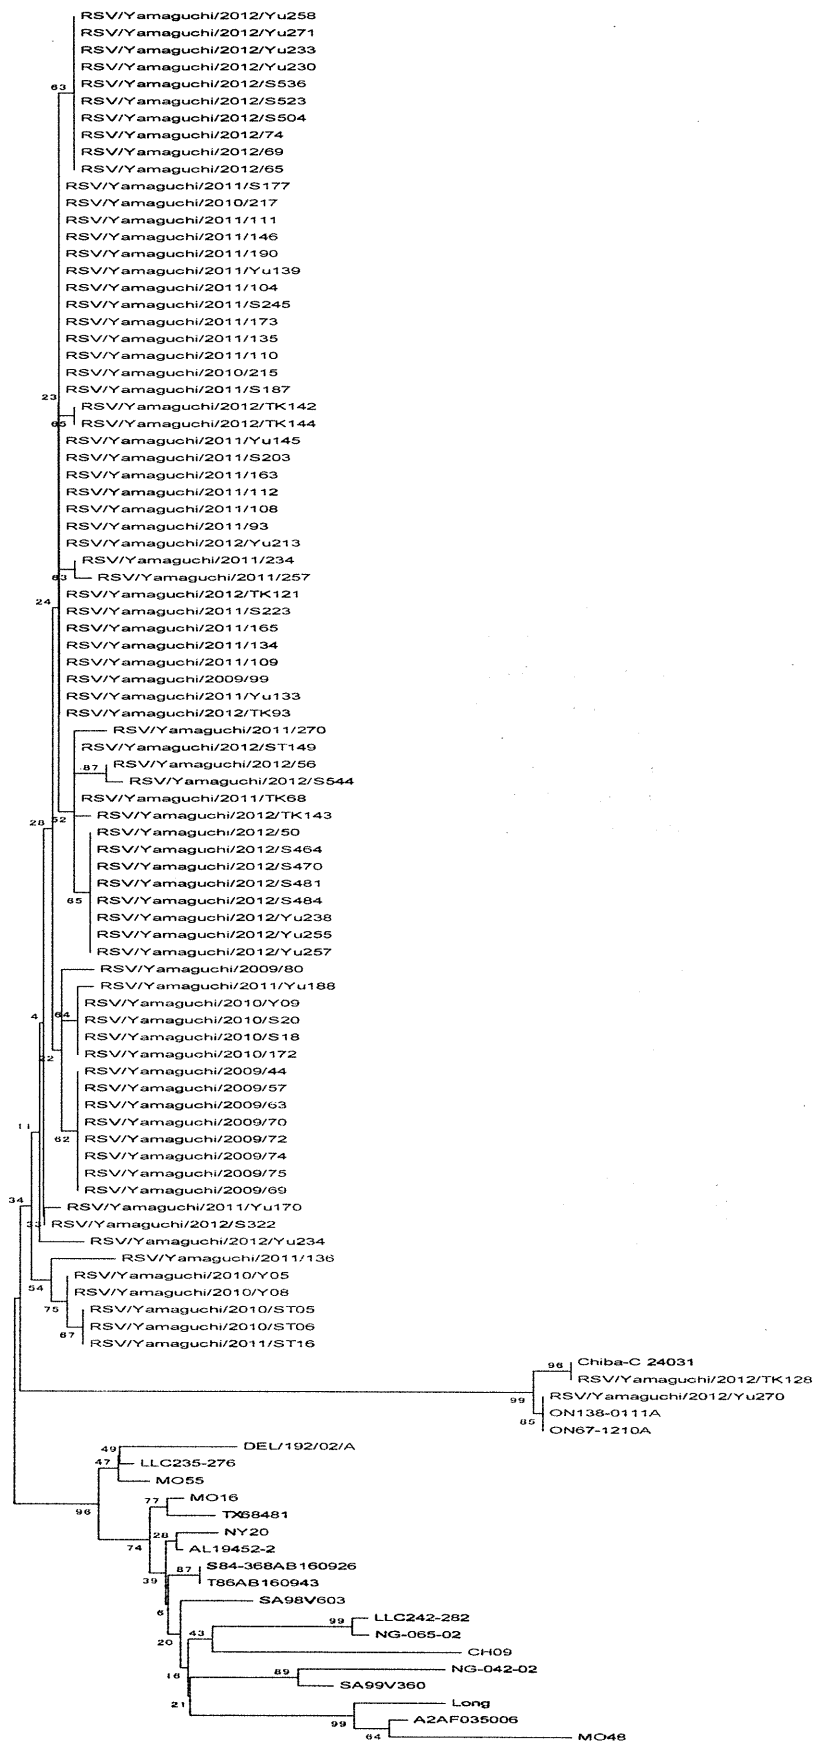 RSV/Yamaguchi/2012/Yu258
RSV/Yamaguchi/2012/Yu271
RSV/Yamaguchi/2012/Yu233
RSV/Yamaguchi/2012/Yu230
RSV/Yamaguchi/2012/S536
63
RSV/Yamaguchi/2012/S523
RSV/Yamaguchi/2012/S504
RSV/Yamaguchi/2012/74
RSV/Yamaguchi/2012/69
RSV/Yamaguchi/2012/65
RSV/Yamaguchi/2011/S177
RSV/Yamaguchi/2010/217
RSV/Yamaguchi/2011/111
RSV/Yamaguchi/2011/146
RSV/Yamaguchi/2011/190
RSV/Yamaguchi/2011/Yu139
RSV/Yamaguchi/2011/104
RSV/Yamaguchi/2011/S245
RSV/Yamaguchi/2011/173
RSV/Yamaguchi/2011/135
RSV/Yamaguchi/2011/110
RSV/Yamaguchi/2010/215
RSV/Yamaguchi/2011/S187
23
RSV/Yamaguchi/2012/TK142
65
RSV/Yamaguchi/2012/TK144
RSV/Yamaguchi/2011/Yu145
RSV/Yamaguchi/2011/S203
RSV/Yamaguchi/2011/163
RSV/Yamaguchi/2011/112
RSV/Yamaguchi/2011/108
RSV/Yamaguchi/2011/93
RSV/Yamaguchi/2012/Yu213
RSV/Yamaguchi/2011/234
63
RSV/Yamaguchi/2011/257
RSV/Yamaguchi/2012/TK121
24
RSV/Yamaguchi/2011/S223
RSV/Yamaguchi/2011/165
RSV/Yamaguchi/2011/134
RSV/Yamaguchi/2011/109
RSV/Yamaguchi/2009/99
RSV/Yamaguchi/2011/Yu133
RSV/Yamaguchi/2012/TK93
RSV/Yamaguchi/2011/270
RSV/Yamaguchi/2012/ST149
87
RSV/Yamaguchi/2012/56
RSV/Yamaguchi/2012/S544
RSV/Yamaguchi/2011/TK68
28
52
RSV/Yamaguchi/2012/TK143
RSV/Yamaguchi/2012/50
RSV/Yamaguchi/2012/S464
RSV/Yamaguchi/2012/S470
RSV/Yamaguchi/2012/S481
65
RSV/Yamaguchi/2012/S484
RSV/Yamaguchi/2012/Yu238
RSV/Yamaguchi/2012/Yu255
RSV/Yamaguchi/2012/Yu257
RSV/Yamaguchi/2009/80
RSV/Yamaguchi/2011/Yu188
RSV/Yamaguchi/2010/Y09
4
64
RSV/Yamaguchi/2010/S20
RSV/Yamaguchi/2010/S18
22
RSV/Yamaguchi/2010/172
RSV/Yamaguchi/2009/44
RSV/Yamaguchi/2009/57
RSV/Yamaguchi/2009/63
11
RSV/Yamaguchi/2009/70
62
RSV/Yamaguchi/2009/72
RSV/Yamaguchi/2009/74
RSV/Yamaguchi/2009/75
RSV/Yamaguchi/2009/69
34
RSV/Yamaguchi/2011/Yu170
33
RSV/Yamaguchi/2012/S322
RSV/Yamaguchi/2012/Yu234
RSV/Yamaguchi/2011/136
54
RSV/Yamaguchi/2010/Y05
RSV/Yamaguchi/2010/Y08
75
RSV/Yamaguchi/2010/ST05
67
RSV/Yamaguchi/2010/ST06
RSV/Yamaguchi/2011/ST16
96
Chiba-C 24031
RSV/Yamaguchi/2012/TK128
99
RSV/Yamaguchi/2012/Yu270
85
ON138-0111A
ON67-1210A
49
DEL/192/02/A
47
LLC235-276
MO55
77
MO16
96
TX68481
28
NY20
74
AL19452-2
87
S84-368AB160926
39
T86AB160943
SA98V603
6
99
LLC242-282
20
43
NG-065-02
CH09
16
89
NG-042-02
SA99V360
21
Long
99
A2AF035006
64
MO48